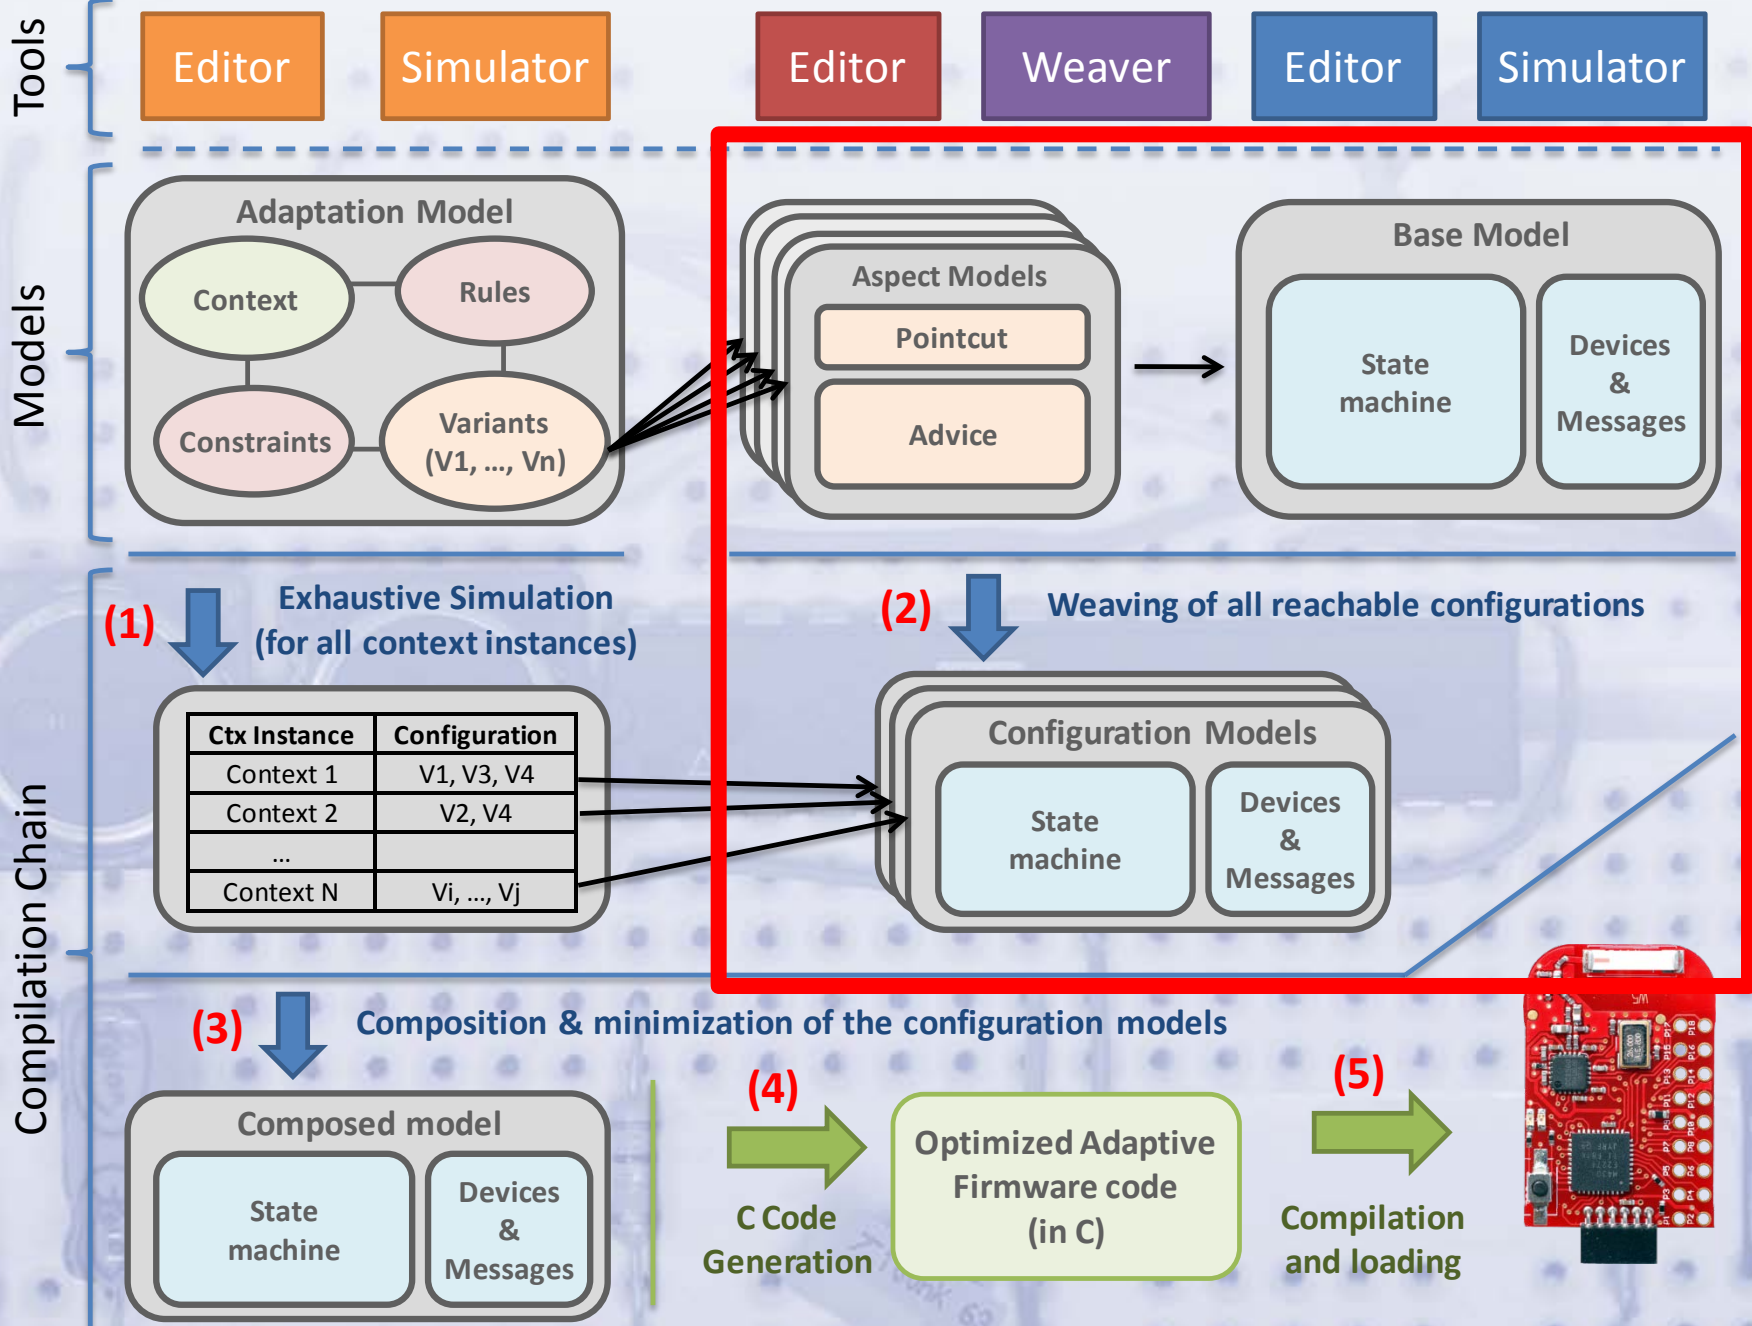 Tools
Editor
Simulator
Editor
Weaver
Editor
Simulator
Models
Adaptation Model
Context
Rules
Constraints
Variants
(V1, ..., Vn)
Aspect Models
Pointcut
Advice
Base Model
State
machine
Devices
&
Messages
Compilation Chain
(1)
Exhaustive Simulation
(for all context instances)
(2)
Weaving of all reachable configurations
Ctx Instance Configuration
Context 1 V1, V3, V4
Context 2 V2, V4
...
Context N Vi, ..., Vj
Configuration Models
State
machine
Devices
&
Messages
(3)
Composition & minimization of the configuration models
Composed model
State
machine
Devices
&
Messages
(4)
C Code
Generation
Optimized Adaptive
Firmware code
(in C)
(5)
Compilation
and loading